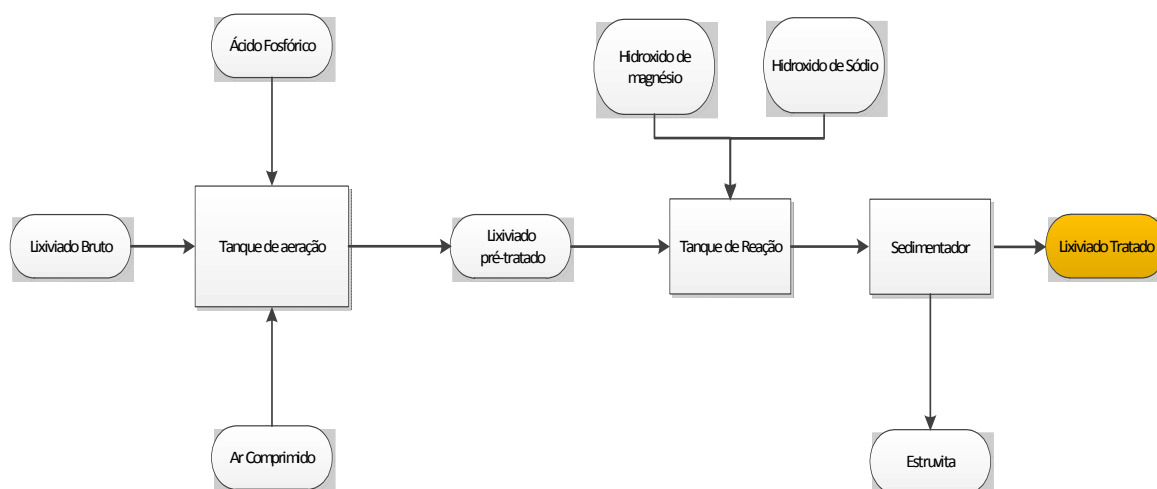 Ácido Fosfórico
Hidroxido de
magnésio
Hidroxido de Sódio
Lixiviado Bruto
Tanque de aeração
Lixiviado
pré-tratado
Tanque de Reação
Sedimentador
Lixiviado Tratado
Ar Comprimido
Estruvita